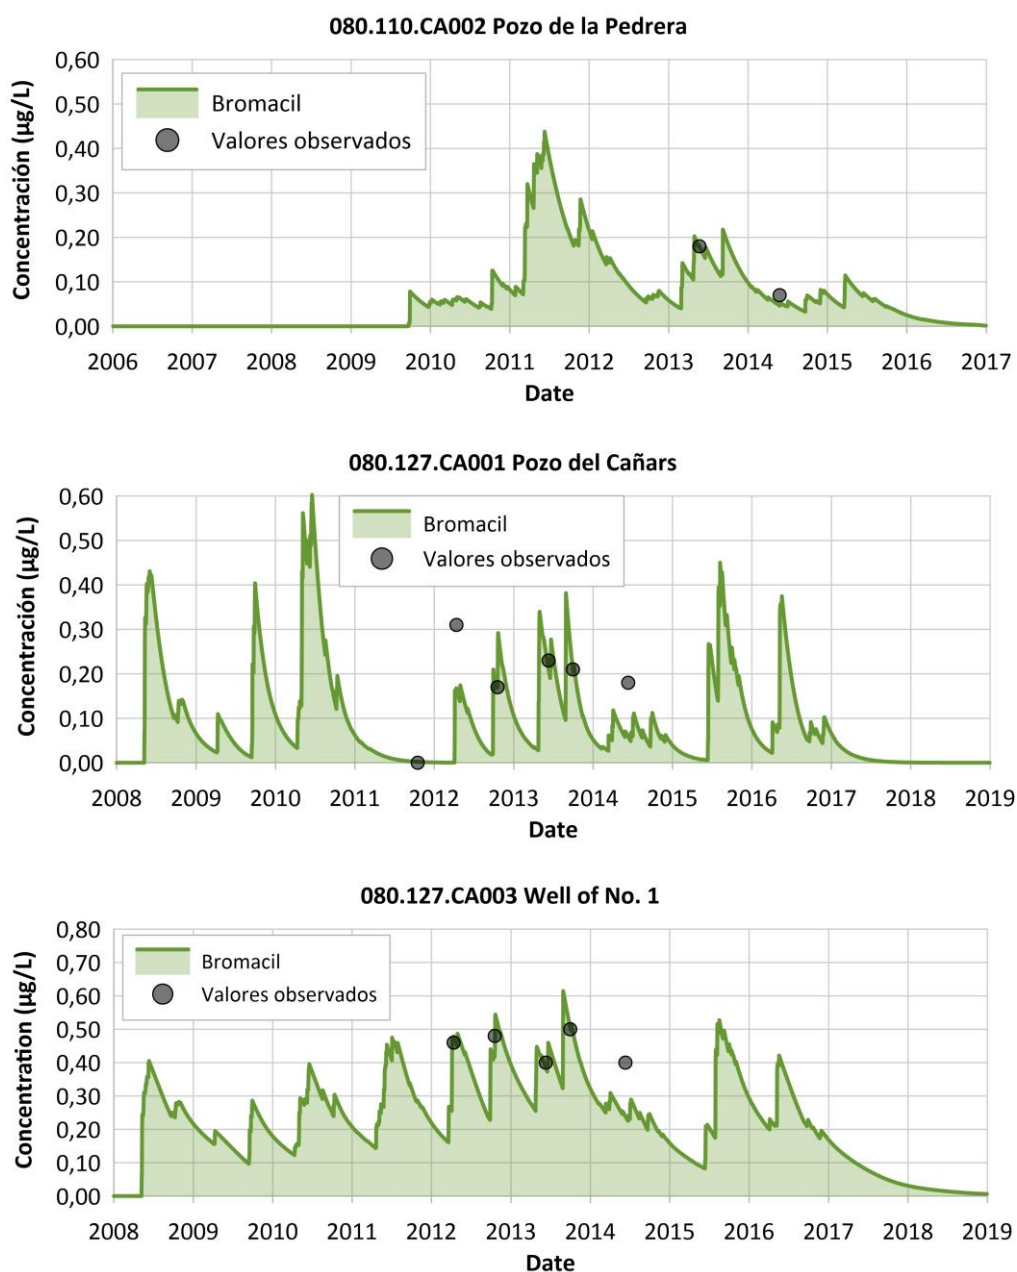 080.110.CA002 Pozo de la Pedrera
Concentración (µg/L)
0,60
0,50
0,40
0,30
0,20
0,10
0,00
Bromacil
Valores observados
2006 2007 2008 2009 2010 2011 2012 2013 2014 2015 2016 2017
Date
080.127.CA001 Pozo del Cañars
Concentración (µg/L)
0,60
0,50
0,40
0,30
0,20
0,10
0,00
Bromacil
Valores observados
2008 2009 2010 2011 2012 2013 2014 2015 2016 2017 2018 2019
Date
080.127.CA003 Well of No. 1
Concentration (µg/L)
0,80
0,70
0,60
0,50
0,40
0,30
0,20
0,10
0,00
Bromacil
Valores observados
2008 2009 2010 2011 2012 2013 2014 2015 2016 2017 2018 2019
Date